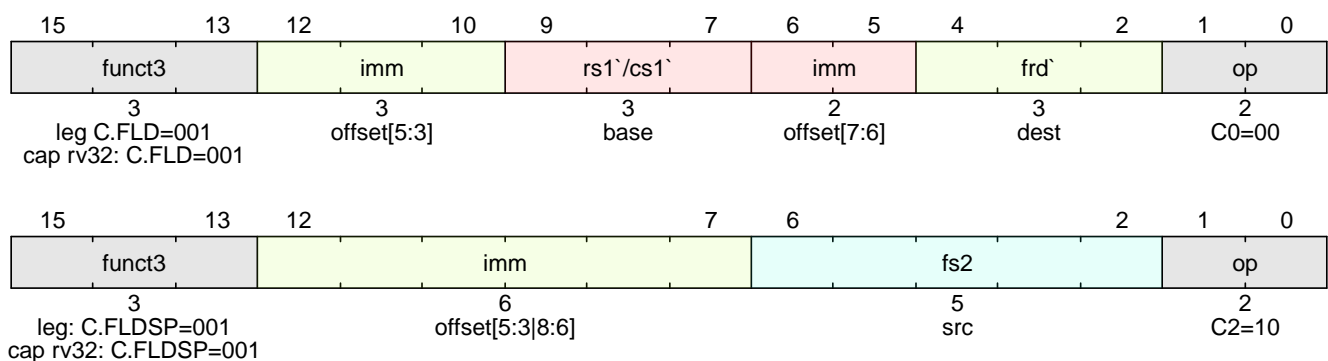 15 13 12 10 9 7 6 5 4 2 1 0
funct3 imm rs1`/cs1` imm frd` op
3 3 3 2 3 2
leg C.FLD=001 offset[5:3] base offset[7:6] dest C0=00
cap rv32: C.FLD=001
15 13 12 7 6 2 1 0
funct3 imm fs2 op
3 6 5 2
leg: C.FLDSP=001 offset[5:3|8:6] src C2=10
cap rv32: C.FLDSP=001